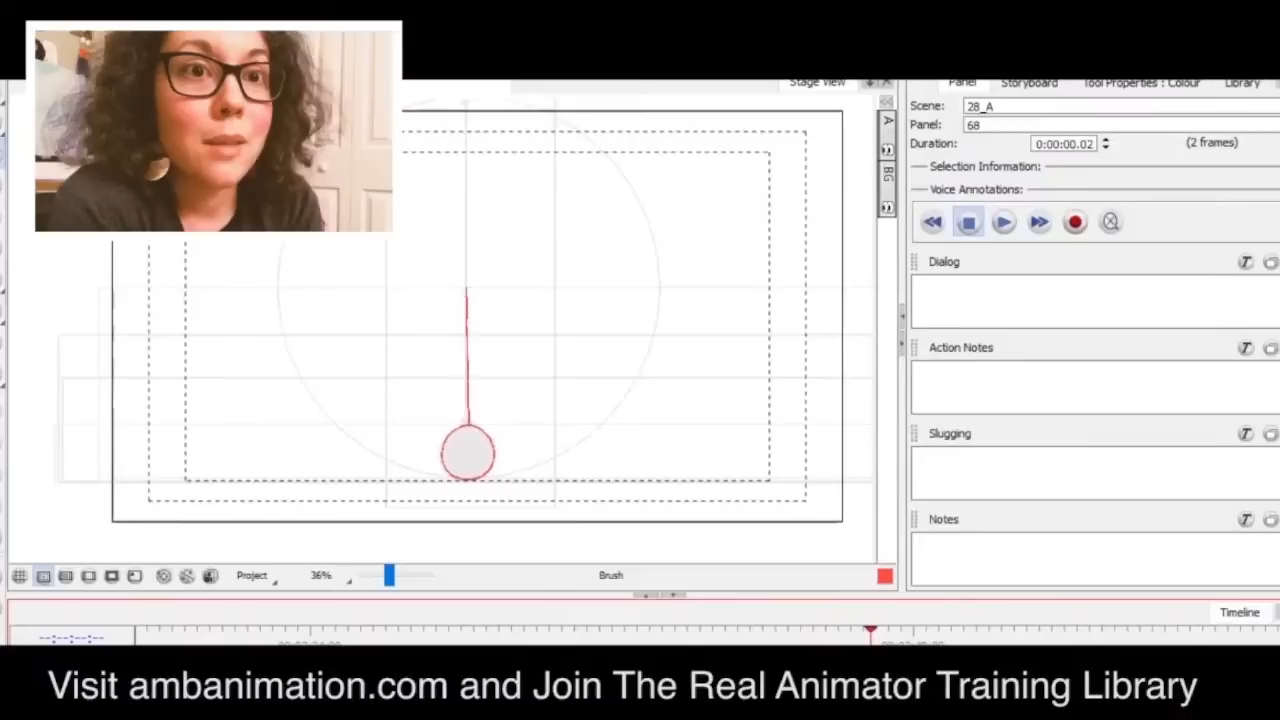 Stage View
Panel Storyboard Tool Properties : Colour Library
Scene: 28_A
Panel: 68
Duration: 0:00:00.02 (2 frames)
Selection Information:
Voice Annotations:
A
BG
Dialog
Action Notes
Slugging
Notes
Project 36% Brush
Timeline
Visit ambanimation.com and Join The Real Animator Training Library